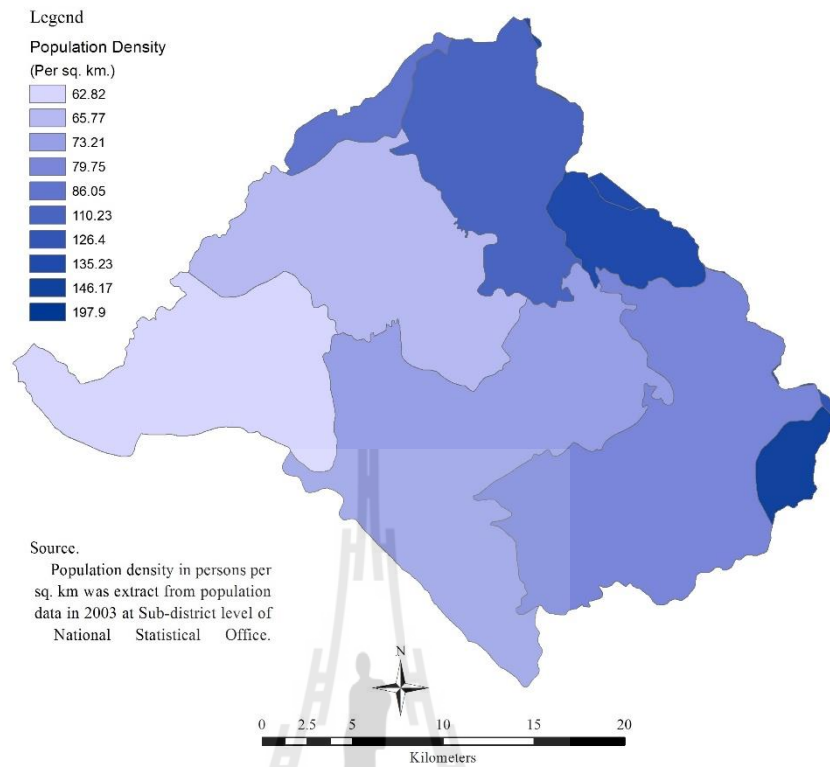 Legend
Population Density
(Per sq. km.)
62.82
65.77
73.21
79.75
86.05
110.23
126.4
135.23
146.17
197.9
Source.
Population density in persons per
sq. km was extract from population
data in 2003 at Sub-district level of
National Statistical Office.
N
0 2.5 5 10 15 20
Kilometers